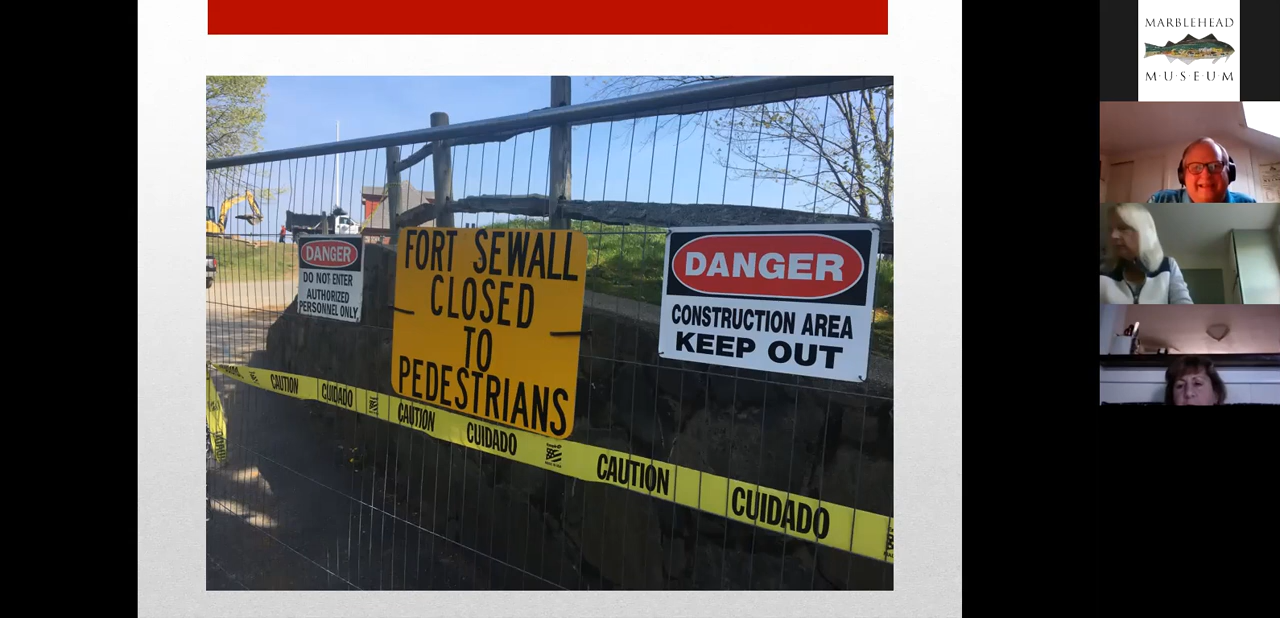 MARBLEHEAD
M·U·S·E·U·M
DANGER
DO NOT ENTER
AUTHORIZED
PERSONNEL ONLY
FORT SEWALL
CLOSED
TO
PEDESTRIANS
DANGER
CONSTRUCTION AREA
KEEP OUT
CAUTION CUIDADO CAUTION CUIDADO CAUTION CUIDADO